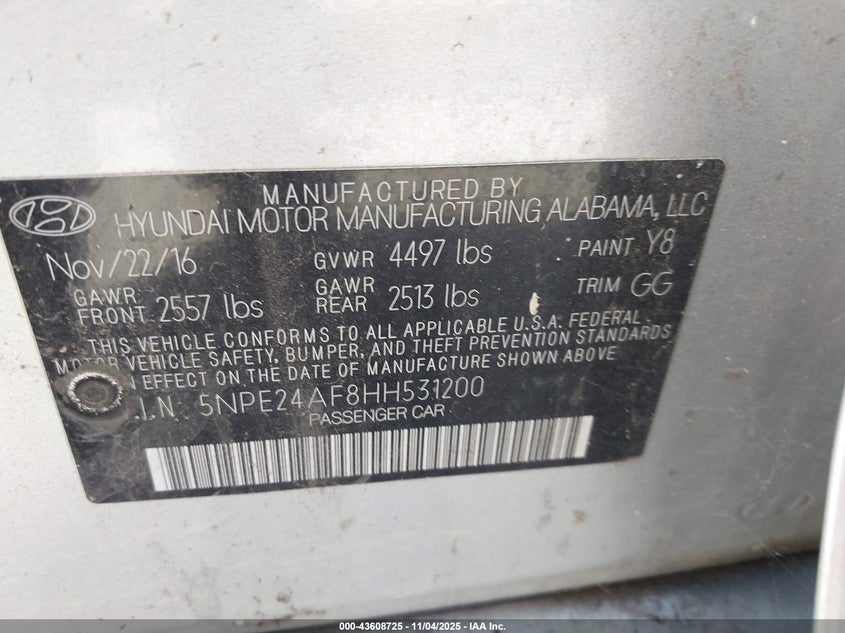 MANUFACTURED BY
HYUNDAI MOTOR MANUFACTURING ALABAMA, LLC
Nov/22/16 GVWR 4497 lbs PAINT Y8
GAWR FRONT 2557 lbs GAWR REAR 2513 lbs TRIM GG
THIS VEHICLE CONFORMS TO ALL APPLICABLE U.S.A. FEDERAL
MOTOR VEHICLE SAFETY, BUMPER, AND THEFT PREVENTION STANDARDS
IN EFFECT ON THE DATE OF MANUFACTURE SHOWN ABOVE
.I.N. 5NPE24AF8HH531200
PASSENGER CAR
000-43608725 - 11/04/2025 - IAA Inc.